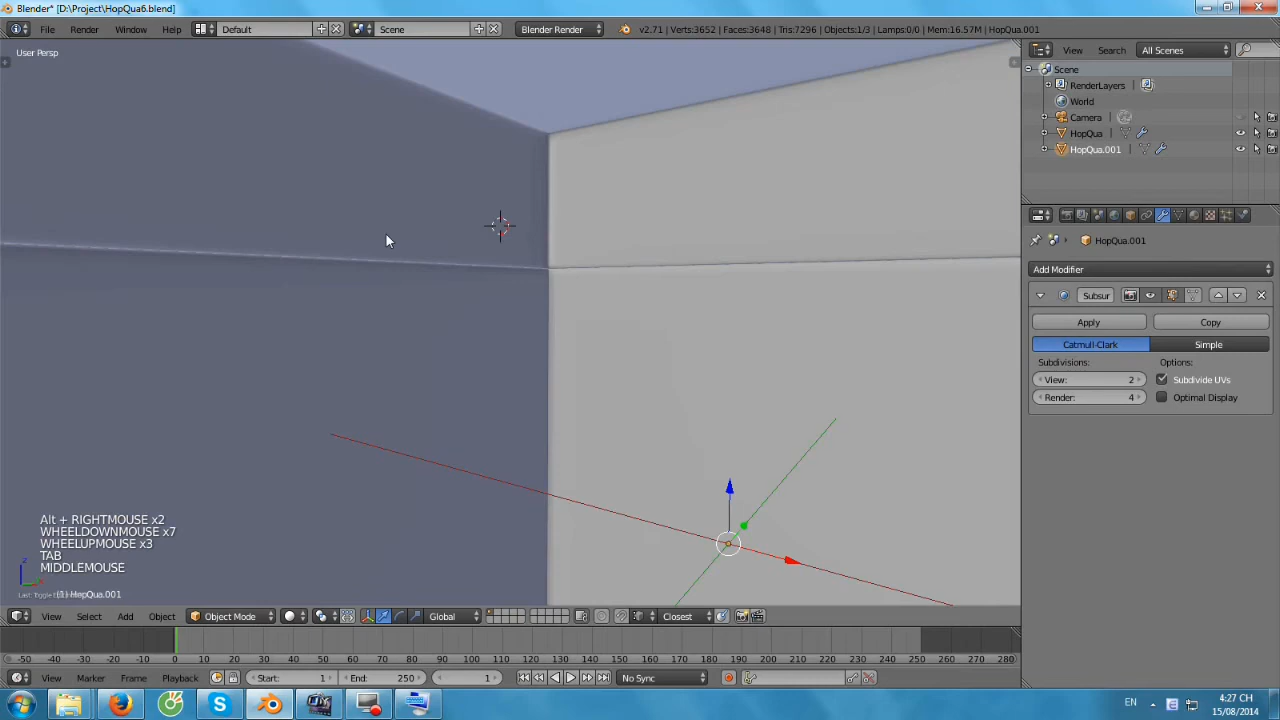 Blender* [D:\Project\HopQua6.blend]
File Render Window Help Default Scene Blender Render v2.71 | Verts:3652 | Faces:3648 | Tris:7296 | Objects:1/3 | Lamps:0/0 | Mem:16.57M | HopQua.001
User Persp
View Search All Scenes
Scene
RenderLayers
World
Camera
HopQua
HopQua.001
HopQua.001
Add Modifier
Subsur
Apply Copy
Catmull-Clark Simple
Subdivisions: Options:
View: 2 Subdivide UVs
Render: 4 Optimal Display
Alt + RIGHTMOUSE x2
WHEELDOWNMOUSE x7
WHEELUPMOUSE x3
TAB
MIDDLEMOUSE
(1) HopQua.001
View Select Add Object Object Mode Global Closest
-50 -40 -30 -20 -10 0 10 20 30 40 50 60 70 80 90 100 110 120 130 140 150 160 170 180 190 200 210 220 230 240 250 260 270 280
View Marker Frame Playback Start: 1 End: 250 1 No Sync
EN 4:27 CH
15/08/2014